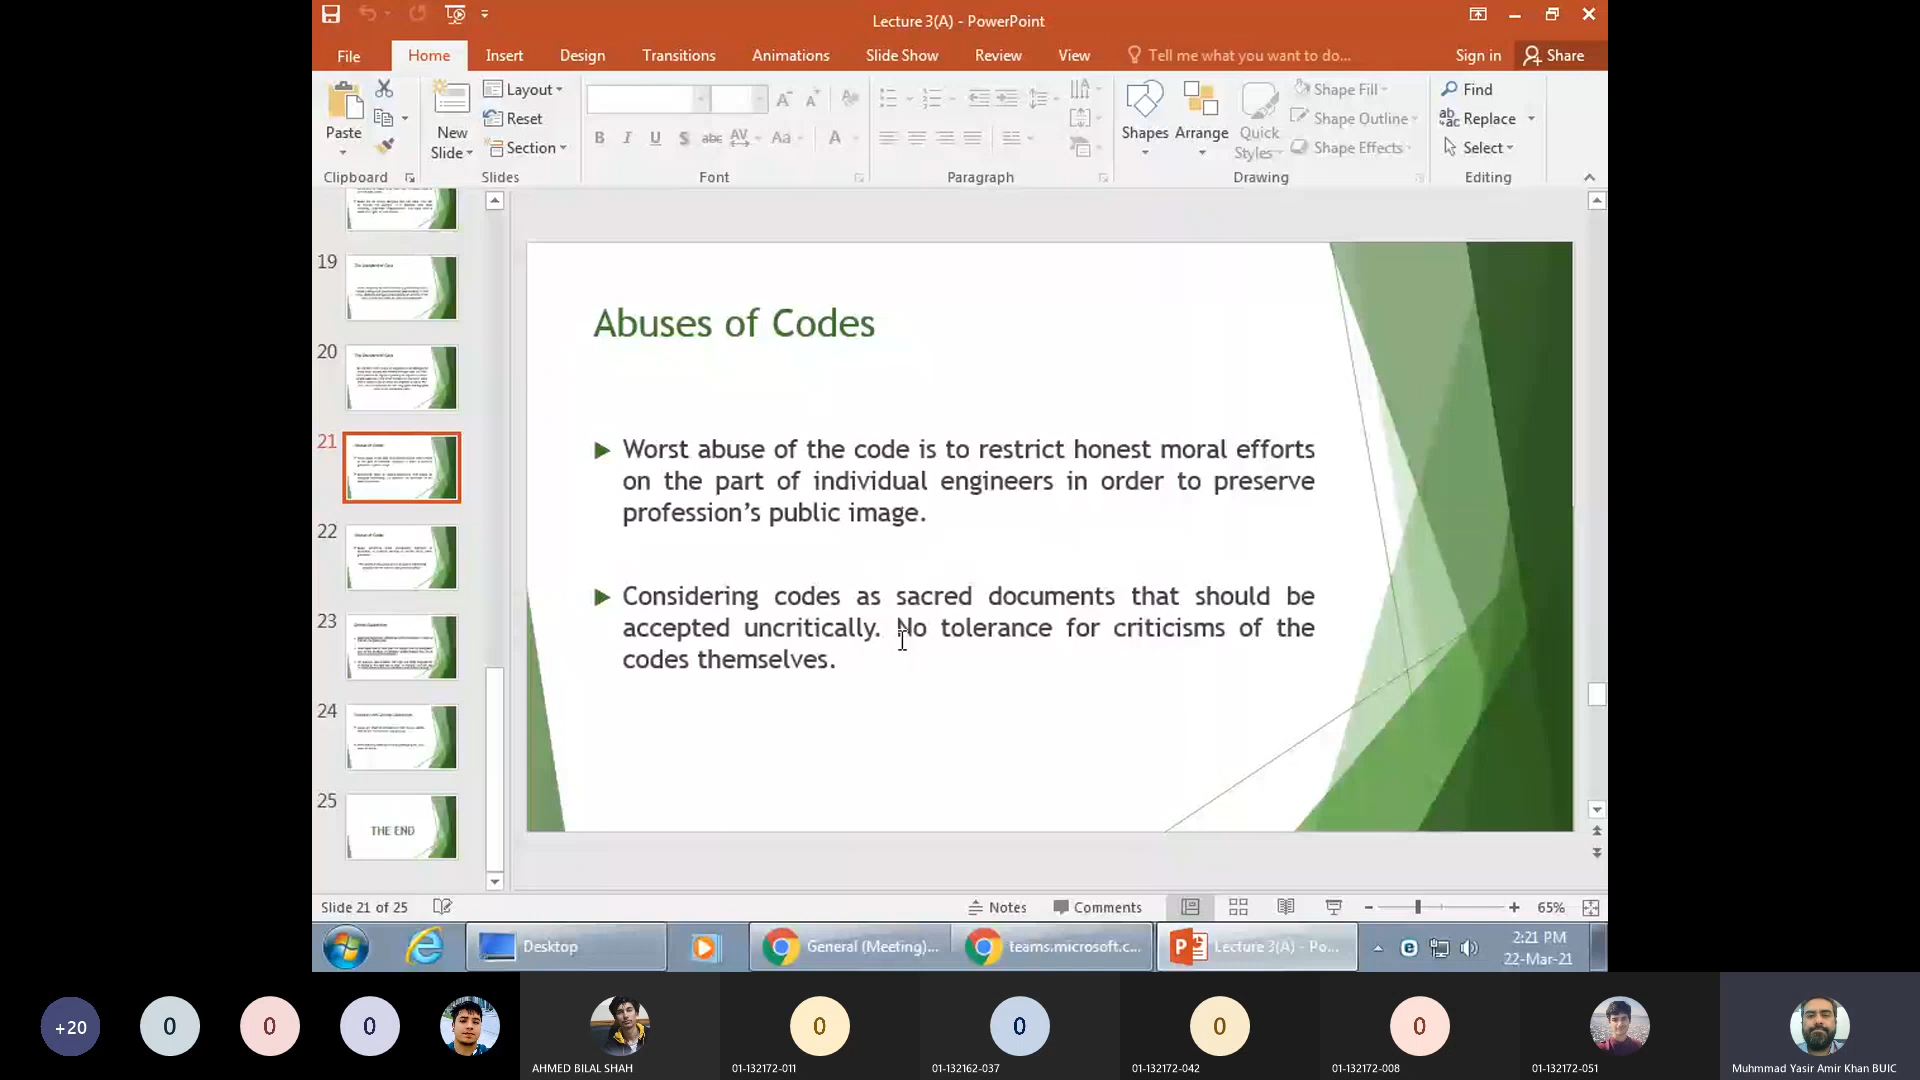 Lecture 3(A) - PowerPoint
File
Home
Insert
Design
Transitions
Animations
Slide Show
Review
View
Tell me what you want to do...
Sign in
Share
Paste
Clipboard
New
Slide
Layout
Reset
Section
Slides
B I U S abc AV Aa A
Font
Paragraph
Shapes
Arrange
Quick
Styles
Shape Fill
Shape Outline
Shape Effects
Drawing
Find
Replace
Select
Editing
19
20
21
22
23
24
25
THE END
Abuses of Codes
Worst abuse of the code is to restrict honest moral efforts
on the part of individual engineers in order to preserve
profession’s public image.
Considering codes as sacred documents that should be
accepted uncritically. No tolerance for criticisms of the
codes themselves.
Slide 21 of 25
Notes
Comments
65%
Desktop
General (Meeting)...
teams.microsoft.c...
Lecture 3(A) - Po...
2:21 PM
22-Mar-21
+20
0
0
0
AHMED BILAL SHAH
0
01-132172-011
0
01-132162-037
0
01-132172-042
0
01-132172-008
01-132172-051
Muhmmad Yasir Amir Khan BUIC